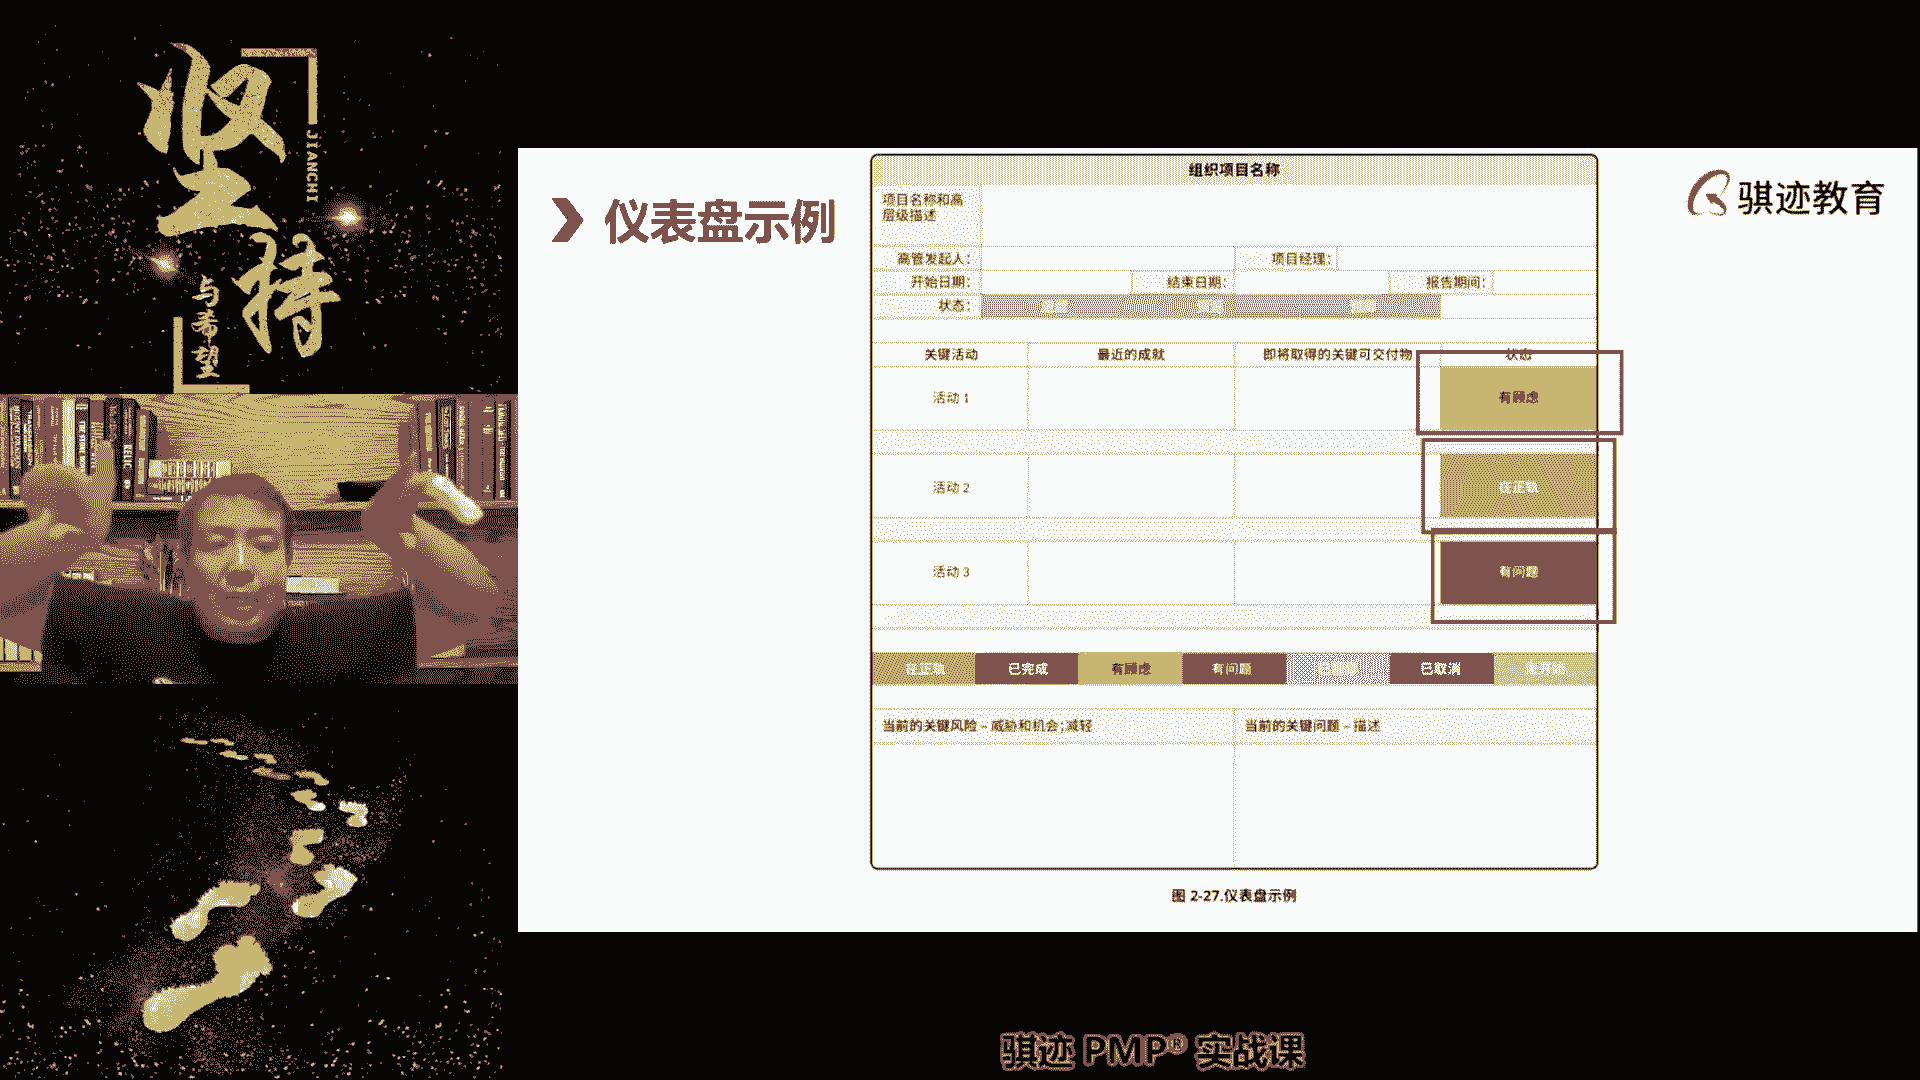 坚持
JIANCHI
与希望
仪表盘示例
骐迹教育
组织项目名称
项目名称和高
层级描述
高管发起人：
项目经理：
开始日期：
结束日期：
报告期间：
状态：
关键活动
最近的成就
即将取得的关键可交付物
状态
活动 1
有顾虑
活动 2
在正轨
活动 3
有问题
在正轨
已完成
有顾虑
有问题
已取消
当前的关键风险 – 威胁和机会；减轻
当前的关键问题 – 描述
图 2-27.仪表盘示例
骐迹 PMP® 实战课